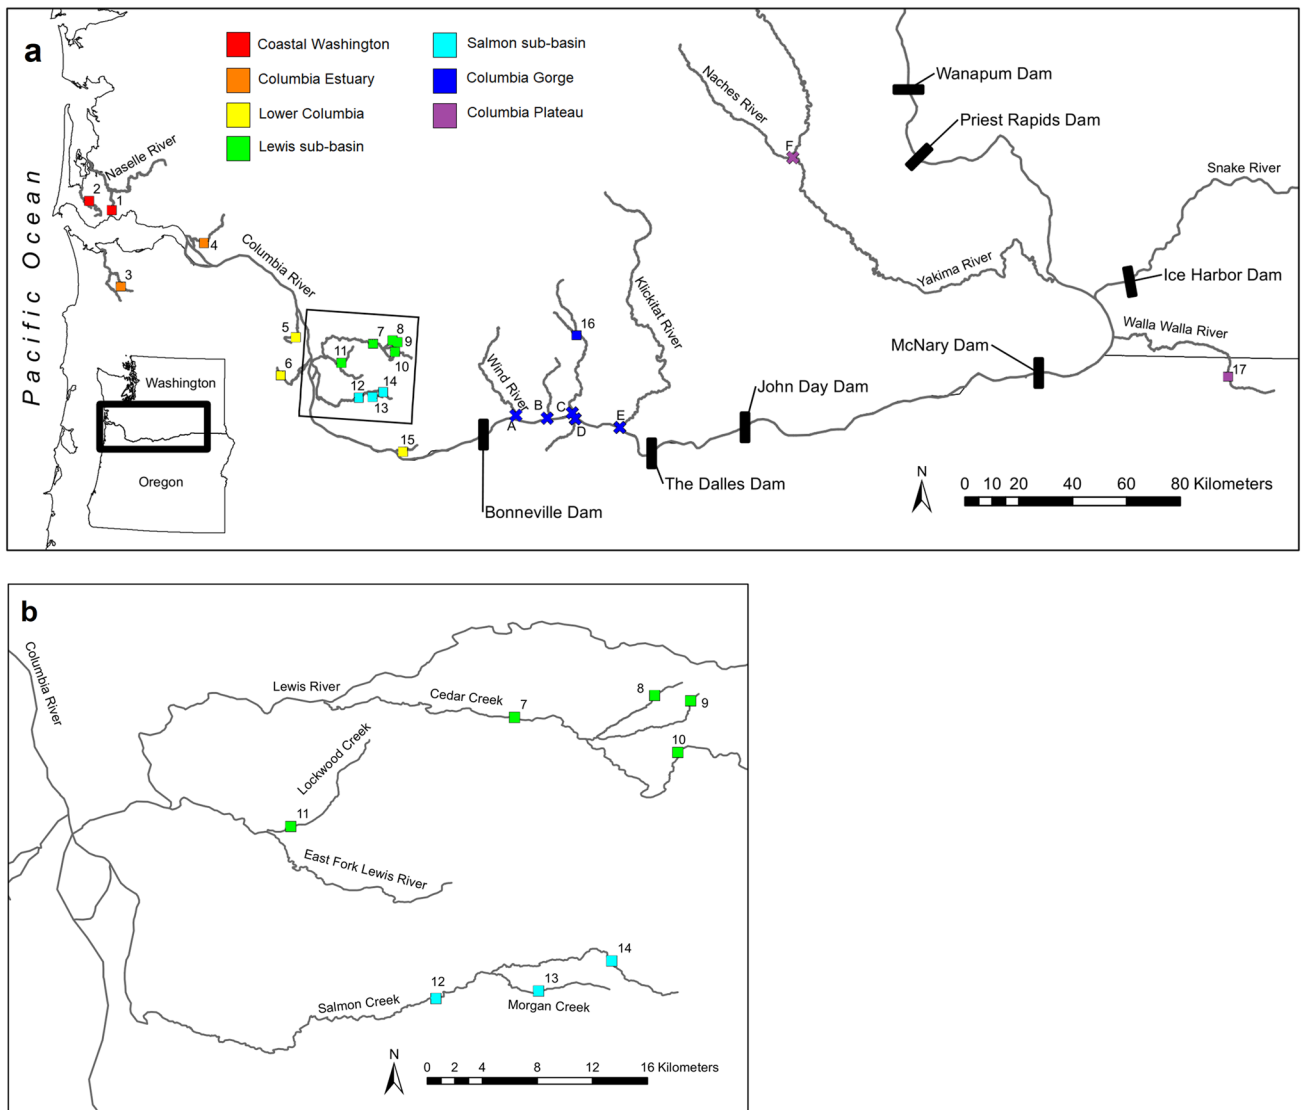 a
Coastal Washington
Columbia Estuary
Lower Columbia
Lewis sub-basin
Salmon sub-basin
Columbia Gorge
Columbia Plateau
Pacific Ocean
Naselle River
2
1
4
3
Columbia River
5
6
7
8
9
10
11
12
14
13
15
Wind River
A
B
C
D
E
16
Klickitat River
Naches River
F
Yakima River
Wanapum Dam
Priest Rapids Dam
Snake River
Ice Harbor Dam
Walla Walla River
17
McNary Dam
John Day Dam
The Dalles Dam
Bonneville Dam
Washington
Oregon
N
0 10 20 40 60 80 Kilometers
b
Columbia River
Lewis River
Cedar Creek
7
8
9
10
Lockwood Creek
11
East Fork Lewis River
14
12
13
Salmon Creek
Morgan Creek
N
0 2 4 8 12 16 Kilometers